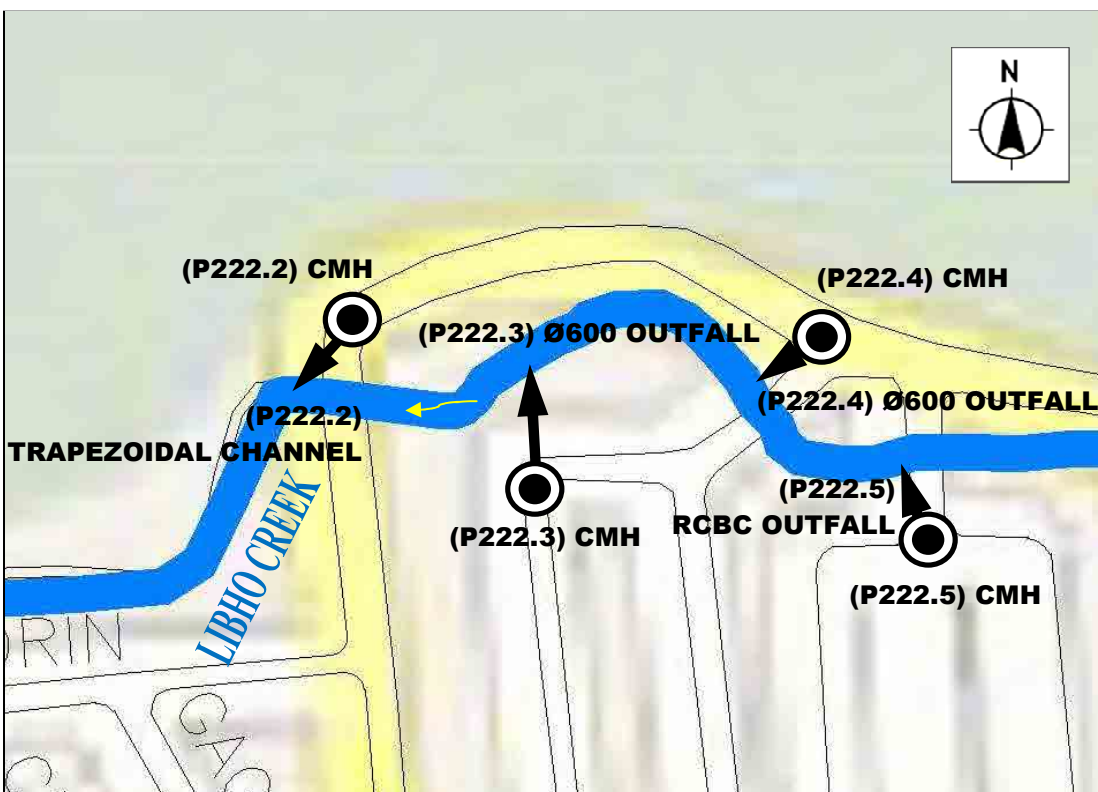 N
(P222.2) CMH
(P222.4) CMH
(P222.3) Ø600 OUTFALL
(P222.4) Ø600 OUTFALL
(P222.2)
TRAPEZOIDAL CHANNEL
(P222.5)
RCBC OUTFALL
(P222.3) CMH
(P222.5) CMH
LIBHO CREEK